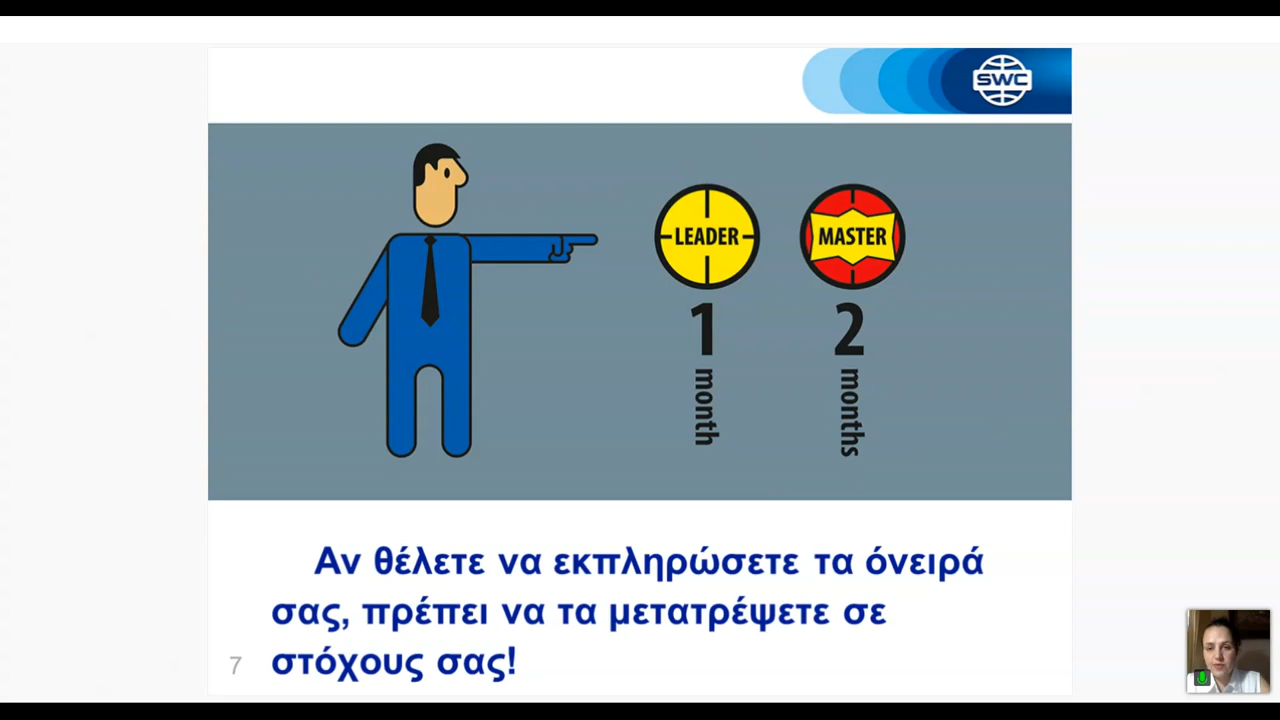 SWC
LEADER
MASTER
1
2
month
months
Αν θέλετε να εκπληρώσετε τα όνειρά
σας, πρέπει να τα μετατρέψετε σε
στόχους σας!
7